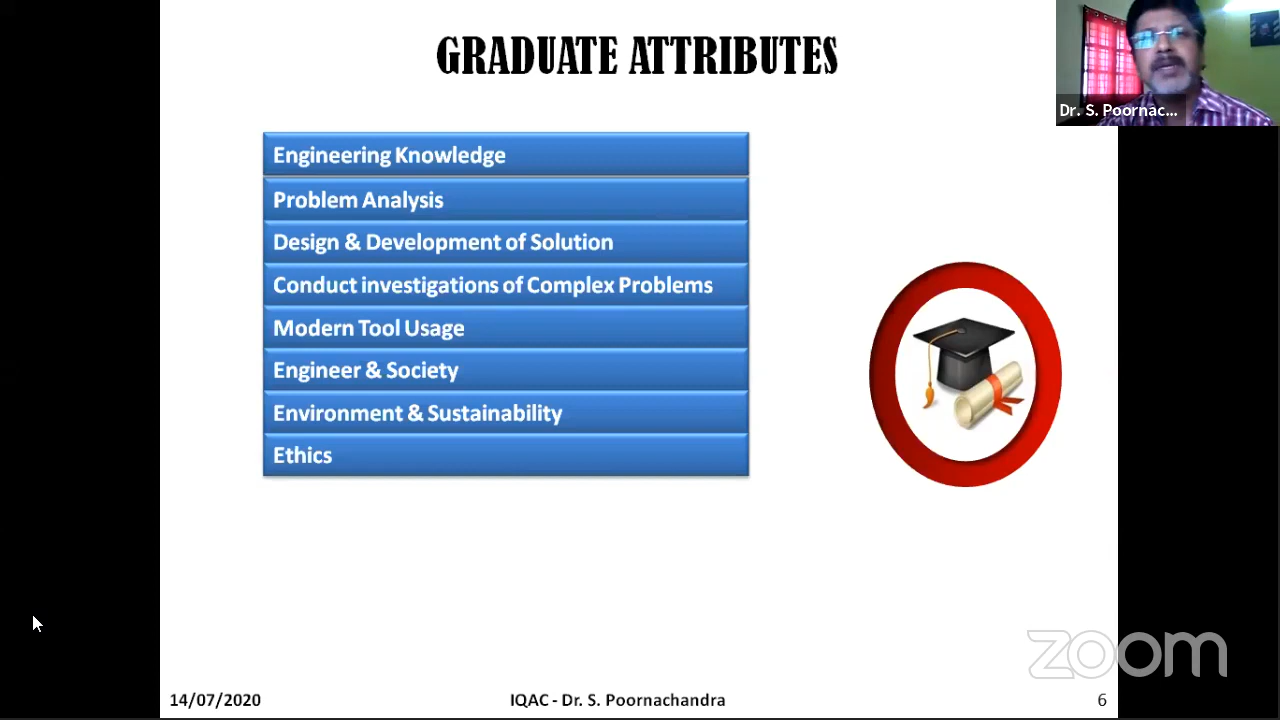 GRADUATE ATTRIBUTES
Dr. S. Poornac...
Engineering Knowledge
Problem Analysis
Design & Development of Solution
Conduct investigations of Complex Problems
Modern Tool Usage
Engineer & Society
Environment & Sustainability
Ethics
zoom
14/07/2020
IQAC - Dr. S. Poornachandra
6